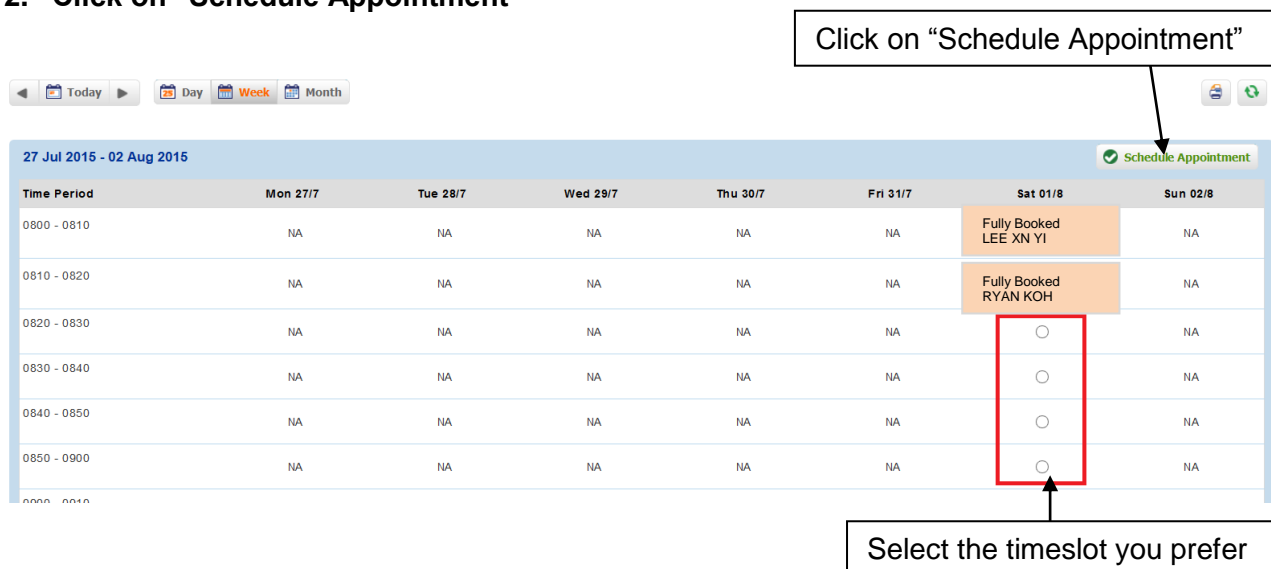 2. Click on "Schedule Appointment"
Click on “Schedule Appointment”
Today Day Week Month
27 Jul 2015 - 02 Aug 2015 Schedule Appointment
Time Period Mon 27/7 Tue 28/7 Wed 29/7 Thu 30/7 Fri 31/7 Sat 01/8 Sun 02/8
0800 - 0810 NA NA NA NA NA Fully Booked NA
LEE XN YI
0810 - 0820 NA NA NA NA NA Fully Booked NA
RYAN KOH
0820 - 0830 NA NA NA NA NA NA
0830 - 0840 NA NA NA NA NA NA
0840 - 0850 NA NA NA NA NA NA
0850 - 0900 NA NA NA NA NA NA
0900 - 0910
Select the timeslot you prefer